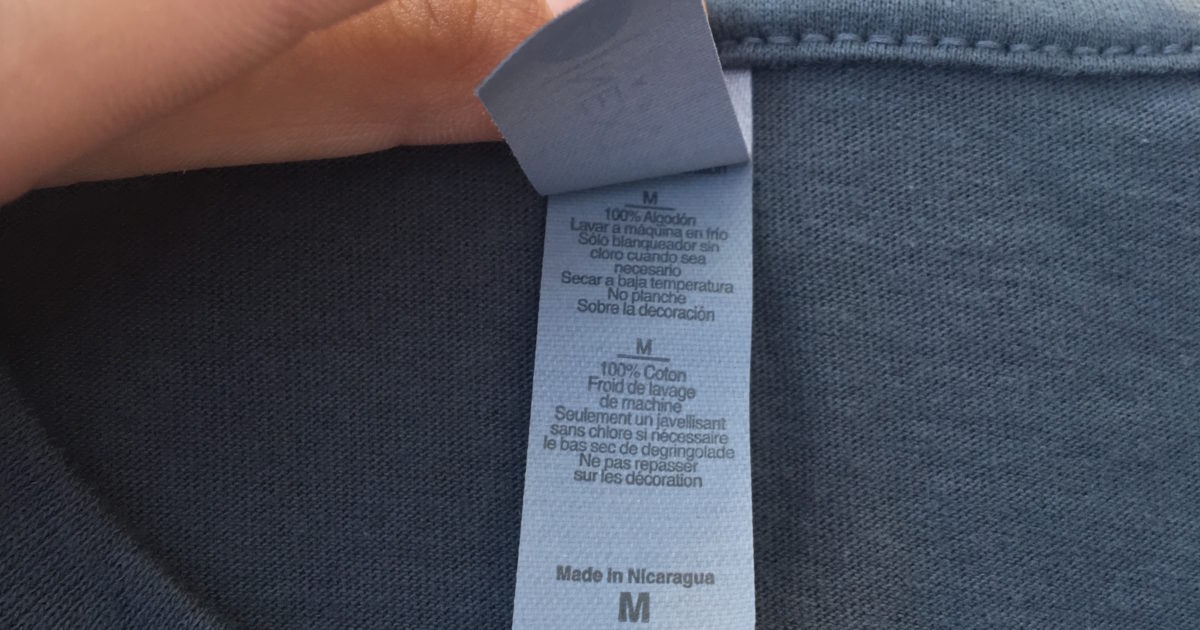 M
100% Algodón
Lavar a máquina en frío
Sólo blanqueador sin
cloro cuando sea
necesario
Secar a baja temperatura
No planche
Sobre la decoración
M
100% Coton
Froid de lavage
de machine
Seulement un javellisant
sans chlore si nécessaire
le bas sec de degringolade
Ne pas repasser
sur les décoration
Made in Nicaragua
M